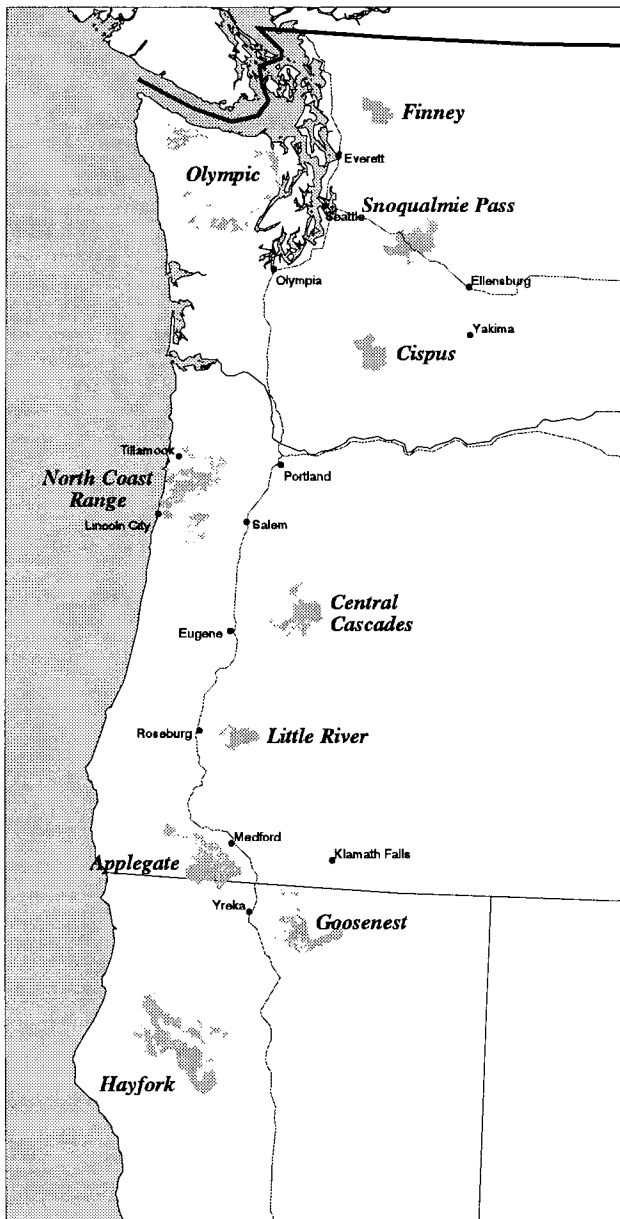 Finney
Everett
Olympic
Snoqualmie Pass
Seattle
Olympia
Ellensburg
Yakima
Cispus
Tillamook
North Coast
Range
Portland
Lincoln City
Salem
Central
Cascades
Eugene
Roseburg
Little River
Medford
Applegate
Klamath Falls
Yreka
Goosenest
Hayfork